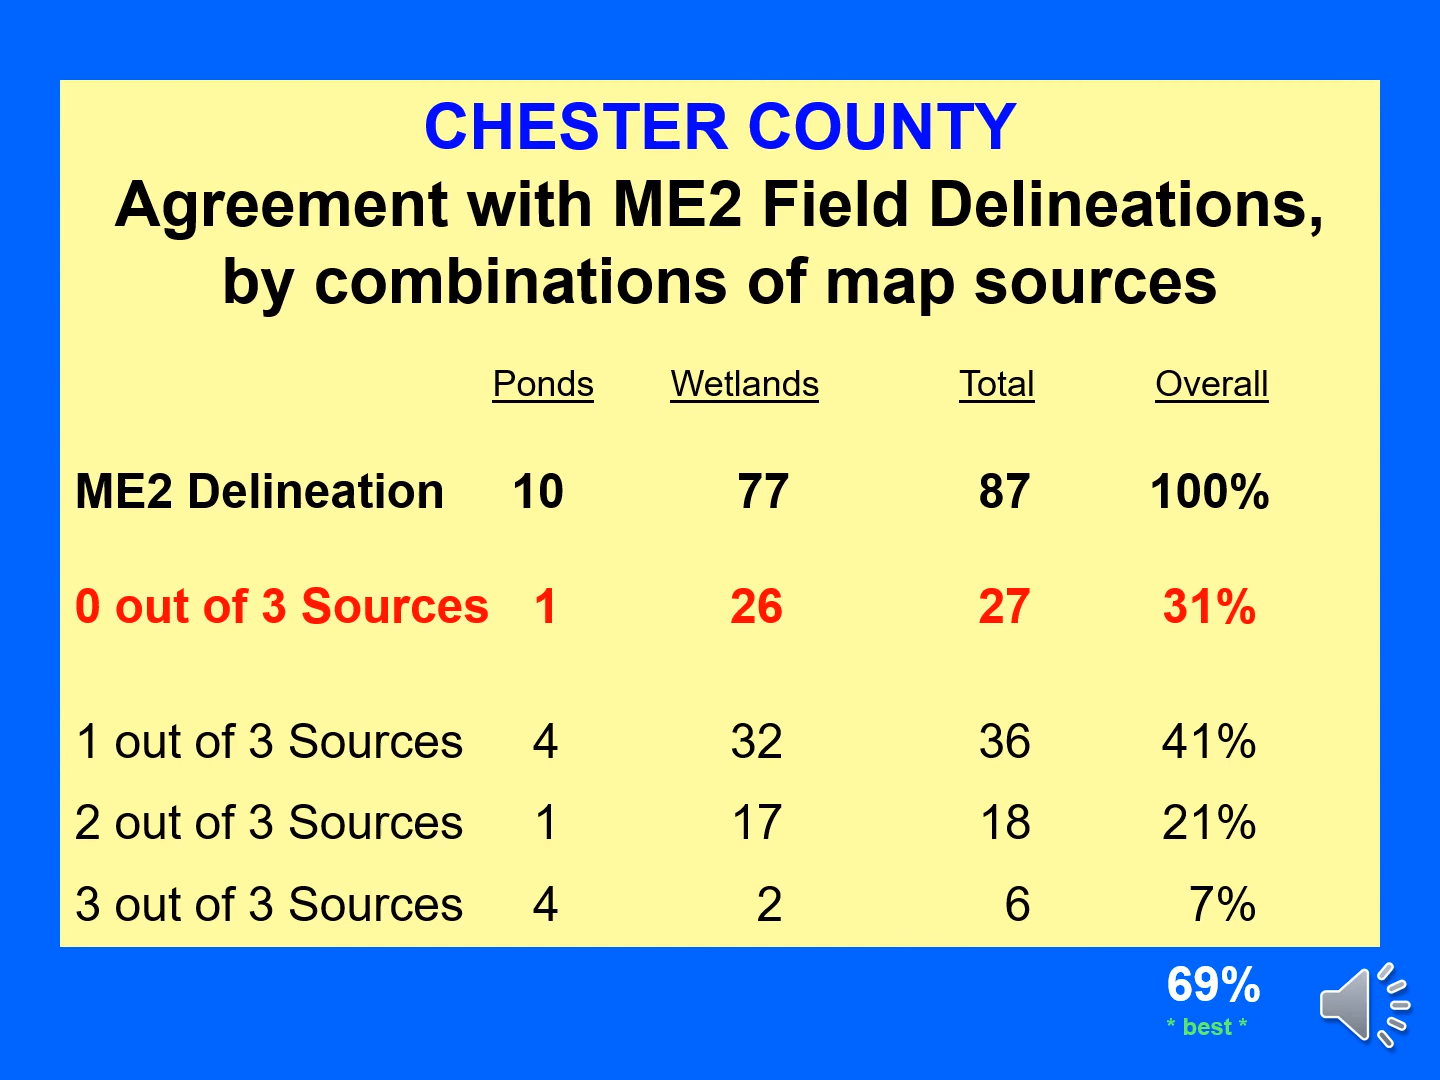 CHESTER COUNTY
Agreement with ME2 Field Delineations,
by combinations of map sources
Ponds Wetlands Total Overall
ME2 Delineation 10 77 87 100%
0 out of 3 Sources 1 26 27 31%
1 out of 3 Sources 4 32 36 41%
2 out of 3 Sources 1 17 18 21%
3 out of 3 Sources 4 2 6 7%
69%
* best *